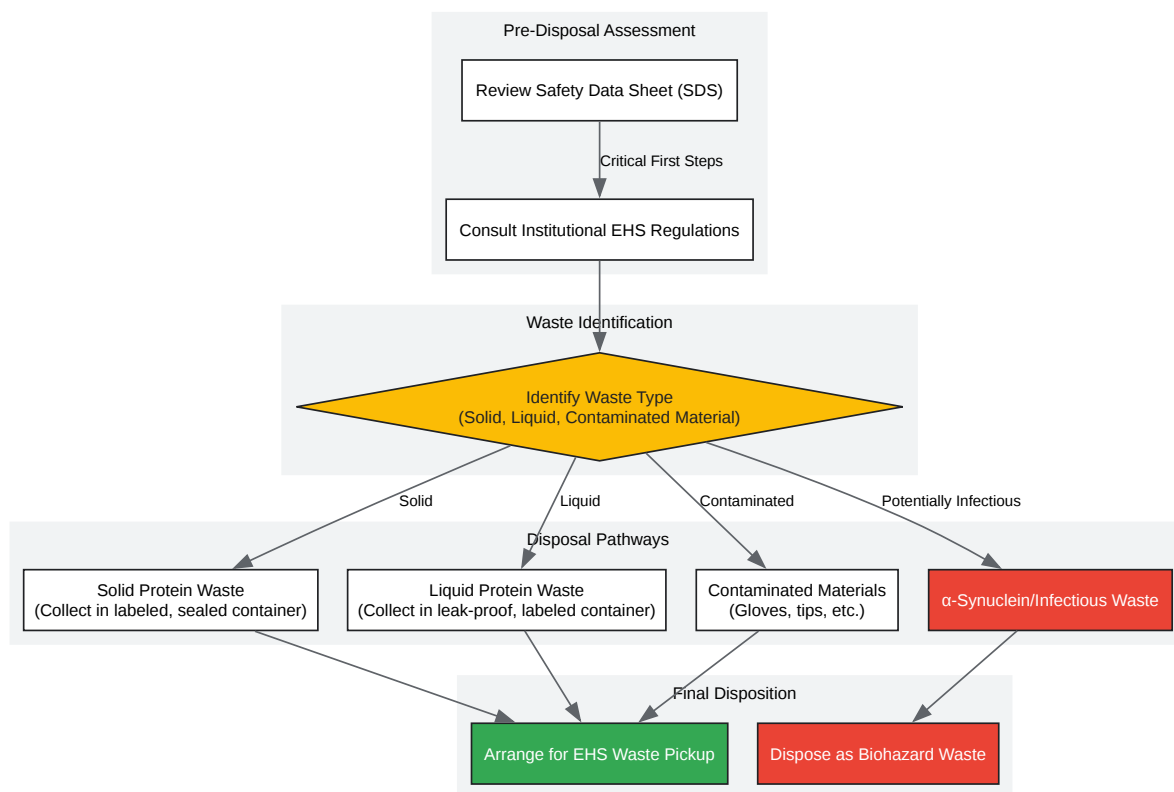 Pre-Disposal Assessment
Review Safety Data Sheet (SDS)
Critical First Steps
Consult Institutional EHS Regulations
Waste Identification
Identify Waste Type
(Solid, Liquid, Contaminated Material)
Solid
Liquid
Contaminated
Potentially Infectious
Disposal Pathways
Solid Protein Waste
(Collect in labeled, sealed container)
Liquid Protein Waste
(Collect in leak-proof, labeled container)
Contaminated Materials
(Gloves, tips, etc.)
α-Synuclein/Infectious Waste
Final Disposition
Arrange for EHS Waste Pickup
Dispose as Biohazard Waste